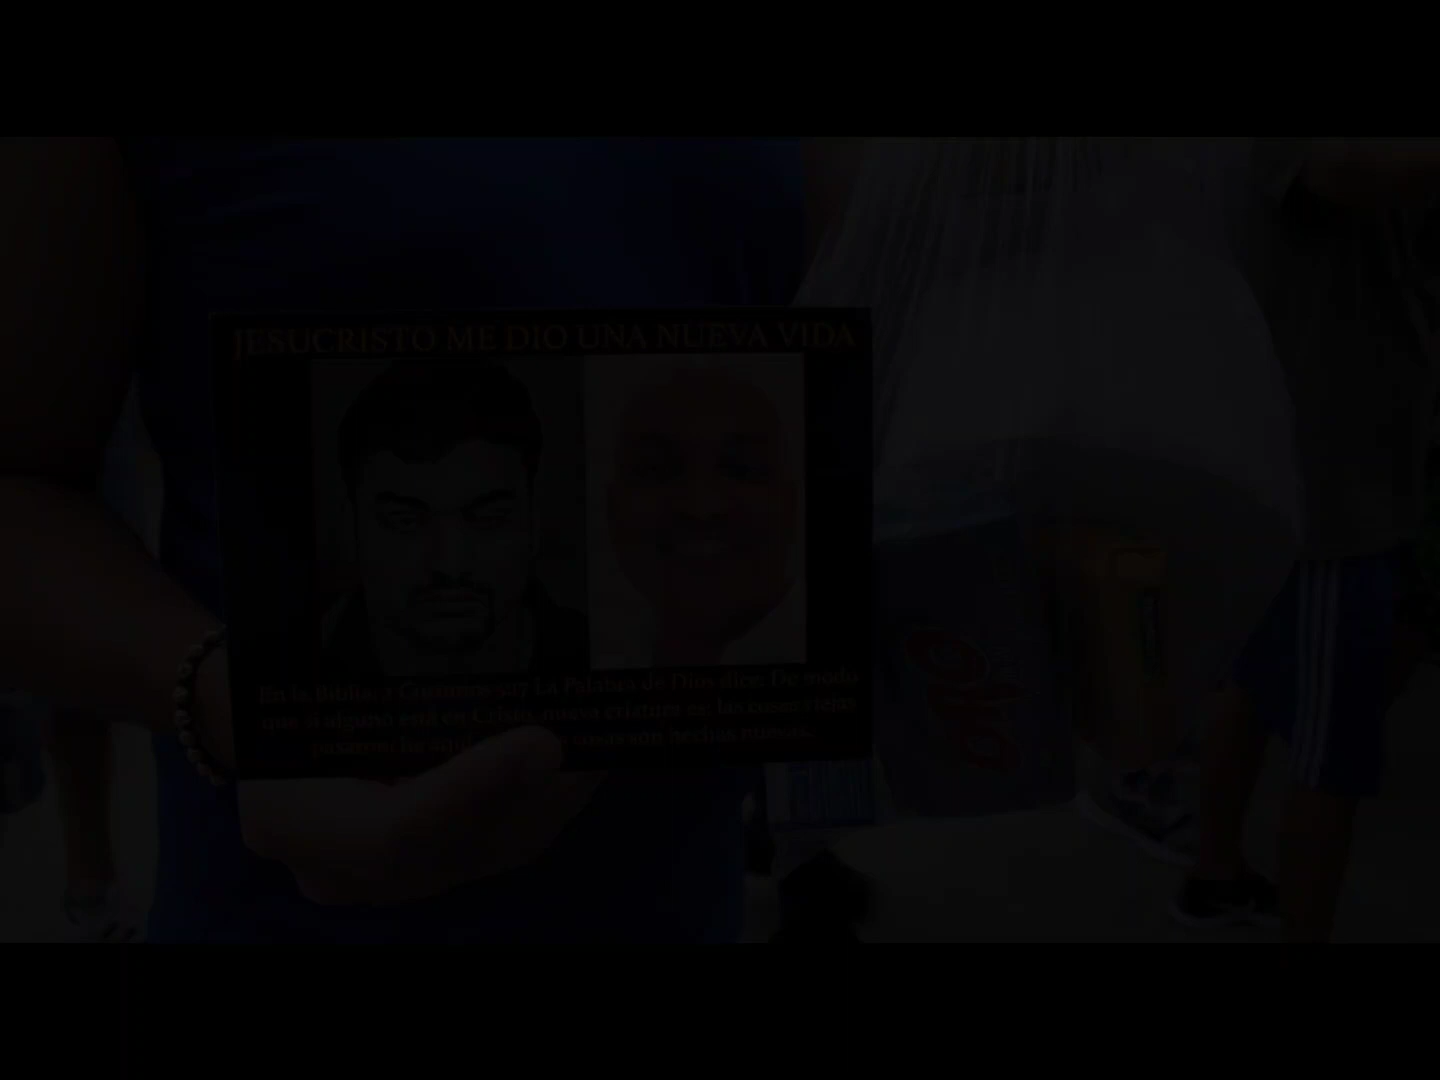 JESUCRISTO ME DIO UNA NUEVA VIDA
En la Biblia: 2 Corintios 5:17 La Palabra de Dios dice: De modo
que si alguno está en Cristo, nueva criatura es: las cosas viejas
pasaron; he aquí cosas son hechas nuevas.